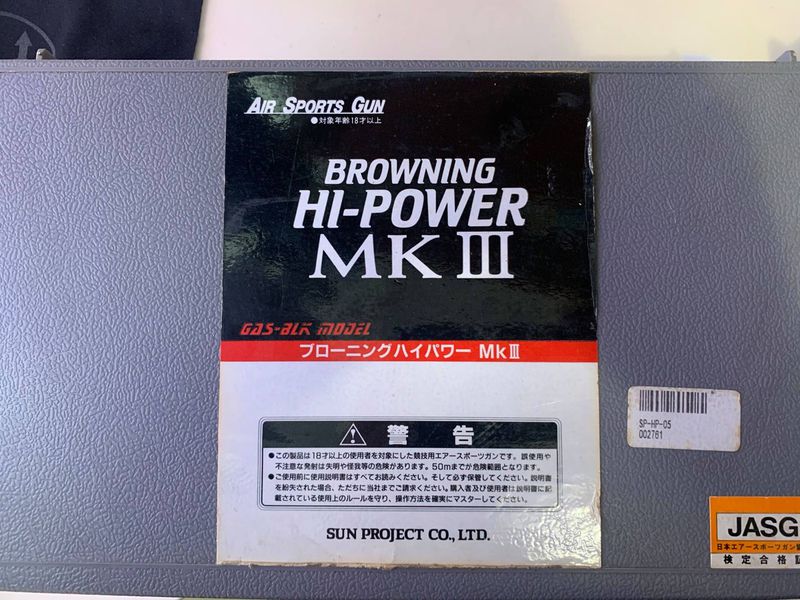 AIR SPORTS GUN
●対象年齢18才以上
BROWNING
HI-POWER
MK III
GAS-BLK MODEL
ブローニングハイパワー MkⅢ
警告
●この製品は18才以上の使用者を対象にした競技用エアースポーツガンです。誤使用や
不注意な発射は失明や怪我等の危険があります。50mまでが危険範囲となります。
●ご使用前に使用説明書はすべてお読みください。そして必ず保管してください。説明書
を紛失された場合、ただちに当社までご請求ください。購入者及び使用者は説明図に記
載されている使用上のルールを守り、操作方法を確実にマスターしてください。
SUN PROJECT CO., LTD.
SP-HP-05
D02761
JASG
日本エアースポーツガン
検定合格